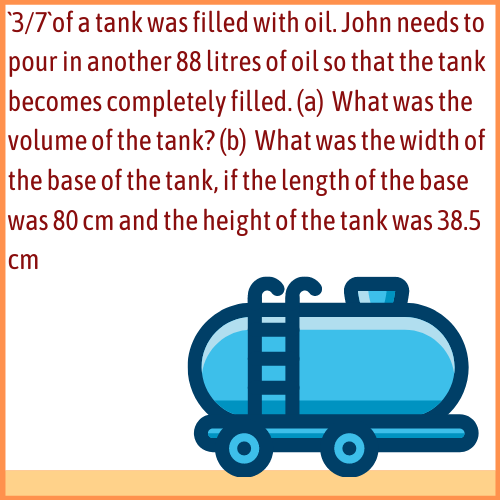 `3/7`of a tank was filled with oil. John needs to
pour in another 88 litres of oil so that the tank
becomes completely filled. (a) What was the
volume of the tank? (b) What was the width of
the base of the tank, if the length of the base
was 80 cm and the height of the tank was 38.5
cm